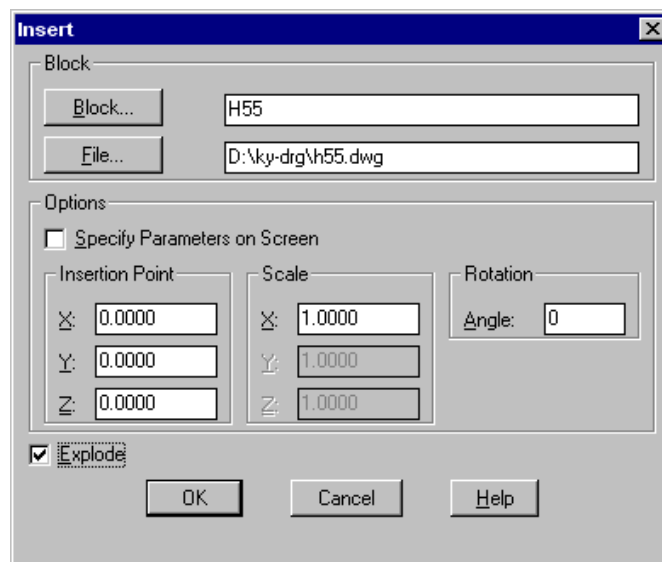 Insert
Block
Block... H55
File... D:\ky-drg\h55.dwg
Options
Specify Parameters on Screen
Insertion Point Scale Rotation
X: 0.0000 X: 1.0000 Angle: 0
Y: 0.0000 Y: 1.0000
Z: 0.0000 Z: 1.0000
Explode
OK Cancel Help